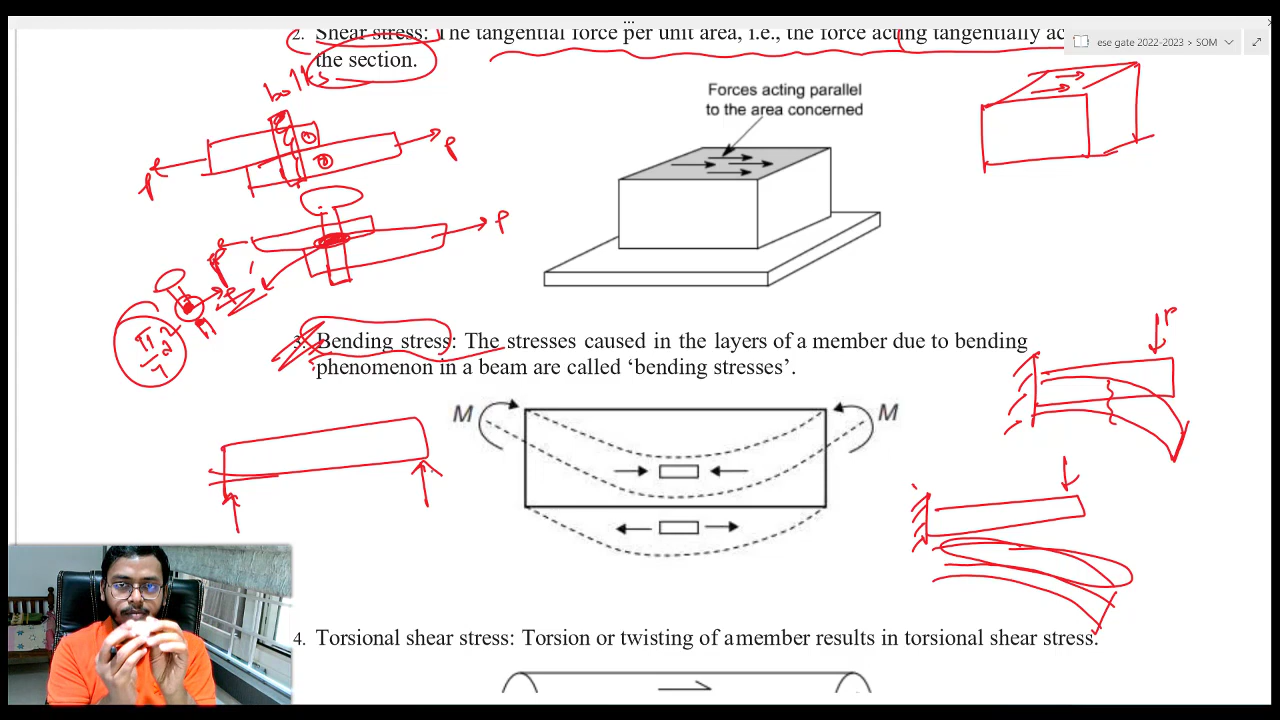 2. Shear stress: The tangential force per unit area, i.e., the force acting tangentially ac
the section.
ese gate 2022-2023 > SOM
bolts
Forces acting parallel
to the area concerned
① 
②
P
P
P
P
P
3. Bending stress: The stresses caused in the layers of a member due to bending
phenomenon in a beam are called ‘bending stresses’.
M
M
4. Torsional shear stress: Torsion or twisting of amember results in torsional shear stress.